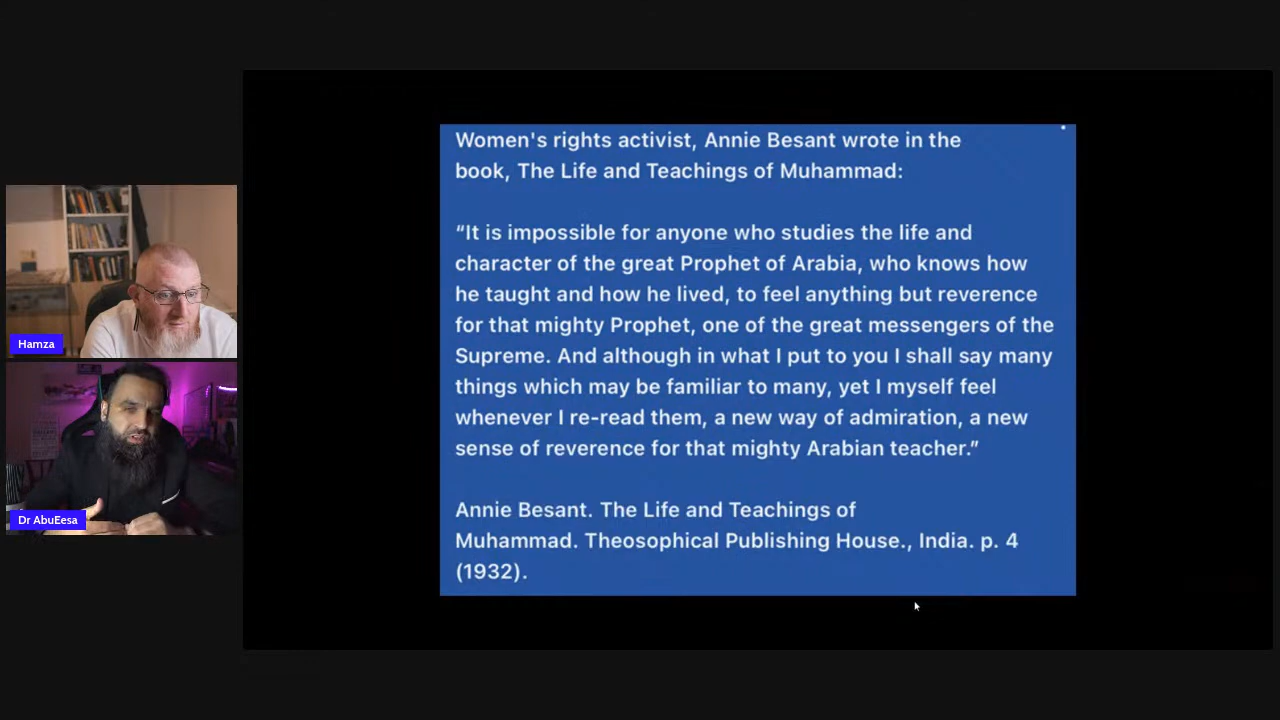 Women's rights activist, Annie Besant wrote in the
book, The Life and Teachings of Muhammad:
“It is impossible for anyone who studies the life and
character of the great Prophet of Arabia, who knows how
he taught and how he lived, to feel anything but reverence
for that mighty Prophet, one of the great messengers of the
Supreme. And although in what I put to you I shall say many
things which may be familiar to many, yet I myself feel
whenever I re-read them, a new way of admiration, a new
sense of reverence for that mighty Arabian teacher.”
Annie Besant. The Life and Teachings of
Muhammad. Theosophical Publishing House., India. p. 4
(1932).
Hamza
Dr AbuEesa